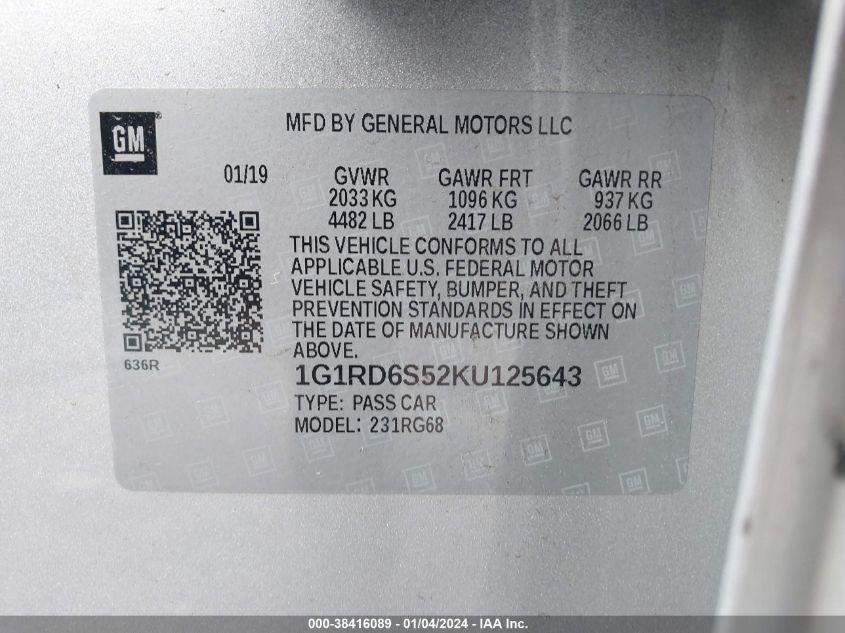 GM
MFD BY GENERAL MOTORS LLC
01/19 GVWR GAWR FRT GAWR RR
2033 KG 1096 KG 937 KG
4482 LB 2417 LB 2066 LB
THIS VEHICLE CONFORMS TO ALL
APPLICABLE U.S. FEDERAL MOTOR
VEHICLE SAFETY, BUMPER, AND THEFT
PREVENTION STANDARDS IN EFFECT ON
THE DATE OF MANUFACTURE SHOWN
ABOVE.
636R
1G1RD6S52KU125643
TYPE: PASS CAR
MODEL: 231RG68
000-38416089 - 01/04/2024 - IAA Inc.